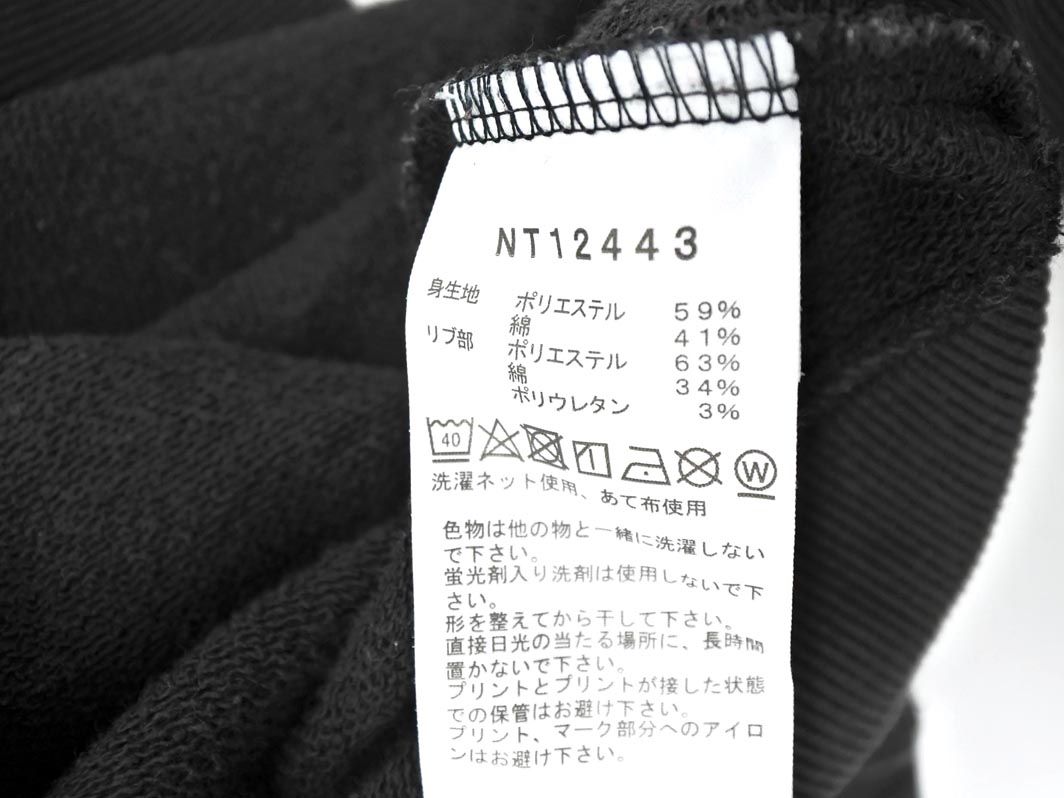 NT12443
身生地 ポリエステル 59%
綿 41%
リブ部 ポリエステル 63%
綿 34%
ポリウレタン 3%
40 W
洗濯ネット使用、あて布使用
色物は他の物と一緒に洗濯しない
で下さい。
蛍光剤入り洗剤は使用しないで下
さい。
形を整えてから干して下さい。
直接日光の当たる場所に、長時間
置かないで下さい。
プリントとプリントが接した状態
での保管はお避け下さい。
プリント、マーク部分へのアイロ
ンはお避け下さい。